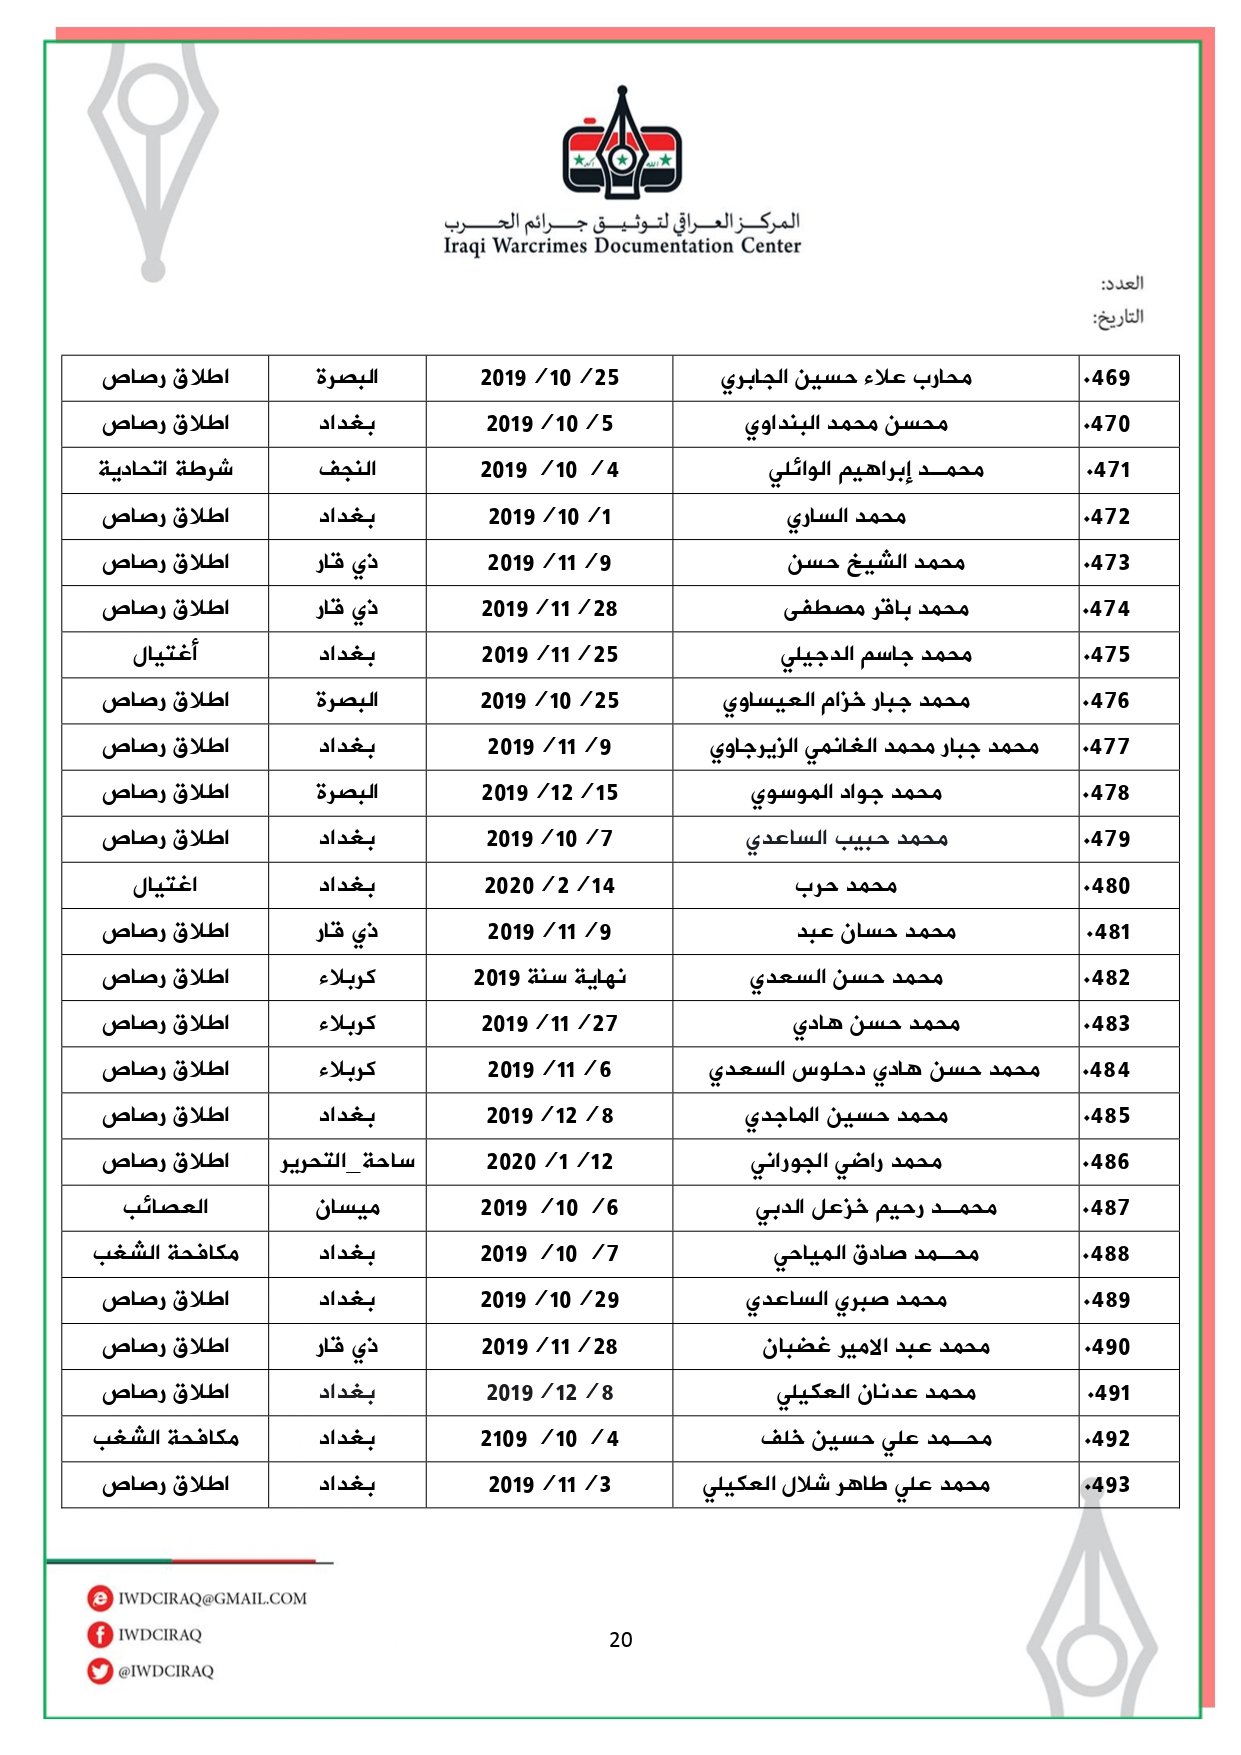 المركز العراقي لتوثيق جرائم الحرب
Iraqi Warcrimes Documentation Center
العدد:
التاريخ:
469. محارب علاء حسين الجابري 25/ 10/ 2019 البصرة اطلاق رصاص
470. محسن محمد البنداوي 5/ 10/ 2019 بغداد اطلاق رصاص
471. محمــد إبراهيم الوائلي 4/ 10/ 2019 النجف شرطة اتحادية
472. محمد الساري 1/ 10/ 2019 بغداد اطلاق رصاص
473. محمد الشيخ حسن 9/ 11/ 2019 ذي قار اطلاق رصاص
474. محمد باقر مصطفى 28/ 11/ 2019 ذي قار اطلاق رصاص
475. محمد جاسم الدجيلي 25/ 11/ 2019 بغداد أغتيال
476. محمد جبار خزام العيساوي 25/ 10/ 2019 البصرة اطلاق رصاص
477. محمد جبار محمد الغانمي الزيرجاوي 9/ 11/ 2019 بغداد اطلاق رصاص
478. محمد جواد الموسوي 15/ 12/ 2019 البصرة اطلاق رصاص
479. محمد حبيب الساعدي 7/ 10/ 2019 بغداد اطلاق رصاص
480. محمد حرب 14/ 2/ 2020 بغداد اغتيال
481. محمد حسان عبد 9/ 11/ 2019 ذي قار اطلاق رصاص
482. محمد حسن السعدي نهاية سنة 2019 كربلاء اطلاق رصاص
483. محمد حسن هادي 27/ 11/ 2019 كربلاء اطلاق رصاص
484. محمد حسن هادي دحلوس السعدي 6/ 11/ 2019 كربلاء اطلاق رصاص
485. محمد حسين الماجدي 8/ 12/ 2019 بغداد اطلاق رصاص
486. محمد راضي الجوراني 12/ 1/ 2020 ساحة_التحرير اطلاق رصاص
487. محمــد رحيم خزعل الدبي 6/ 10/ 2019 ميسان العصائب
488. محــمد صادق المياحي 7/ 10/ 2019 بغداد مكافحة الشغب
489. محمد صبري الساعدي 29/ 10/ 2019 بغداد اطلاق رصاص
490. محمد عبد الامير غضبان 28/ 11/ 2019 ذي قار اطلاق رصاص
491. محمد عدنان العكيلي 8/ 12/ 2019 بغداد اطلاق رصاص
492. محــمد علي حسين خلف 4/ 10/ 2109 بغداد مكافحة الشغب
493. محمد علي طاهر شلال العكيلي 3/ 11/ 2019 بغداد اطلاق رصاص
IWDCIRAQ@GMAIL.COM
IWDCIRAQ
@IWDCIRAQ
20